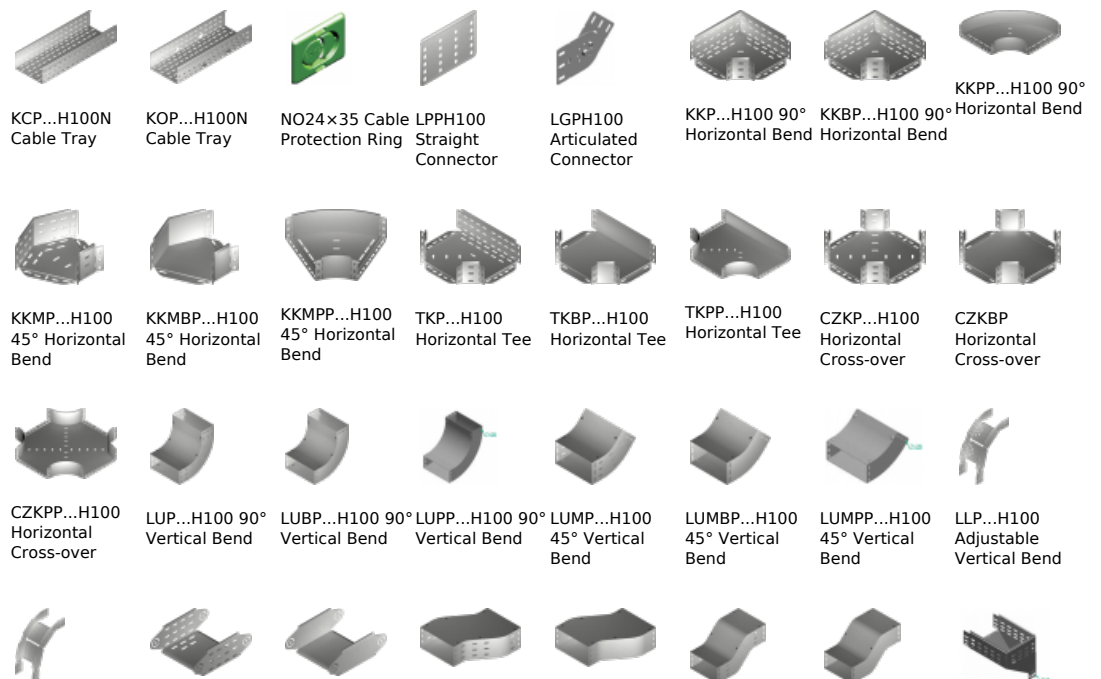 KCP...H100N
Cable Tray
KOP...H100N
Cable Tray
NO24×35 Cable
Protection Ring
LPPH100
Straight
Connector
LGPH100
Articulated
Connector
KKP...H100 90°
Horizontal Bend
KKBP...H100 90°
Horizontal Bend
KKPP...H100 90°
Horizontal Bend
KKMP...H100
45° Horizontal
Bend
KKMBP...H100
45° Horizontal
Bend
KKMPP...H100
45° Horizontal
Bend
TKP...H100
Horizontal Tee
TKBP...H100
Horizontal Tee
TKPP...H100
Horizontal Tee
CZKP...H100
Horizontal
Cross-over
CZKBP
Horizontal
Cross-over
CZKPP...H100
Horizontal
Cross-over
LUP...H100 90°
Vertical Bend
LUBP...H100 90°
Vertical Bend
LUPP...H100 90°
Vertical Bend
LUMP...H100
45° Vertical
Bend
LUMBP...H100
45° Vertical
Bend
LUMPP...H100
45° Vertical
Bend
LLP...H100
Adjustable
Vertical Bend